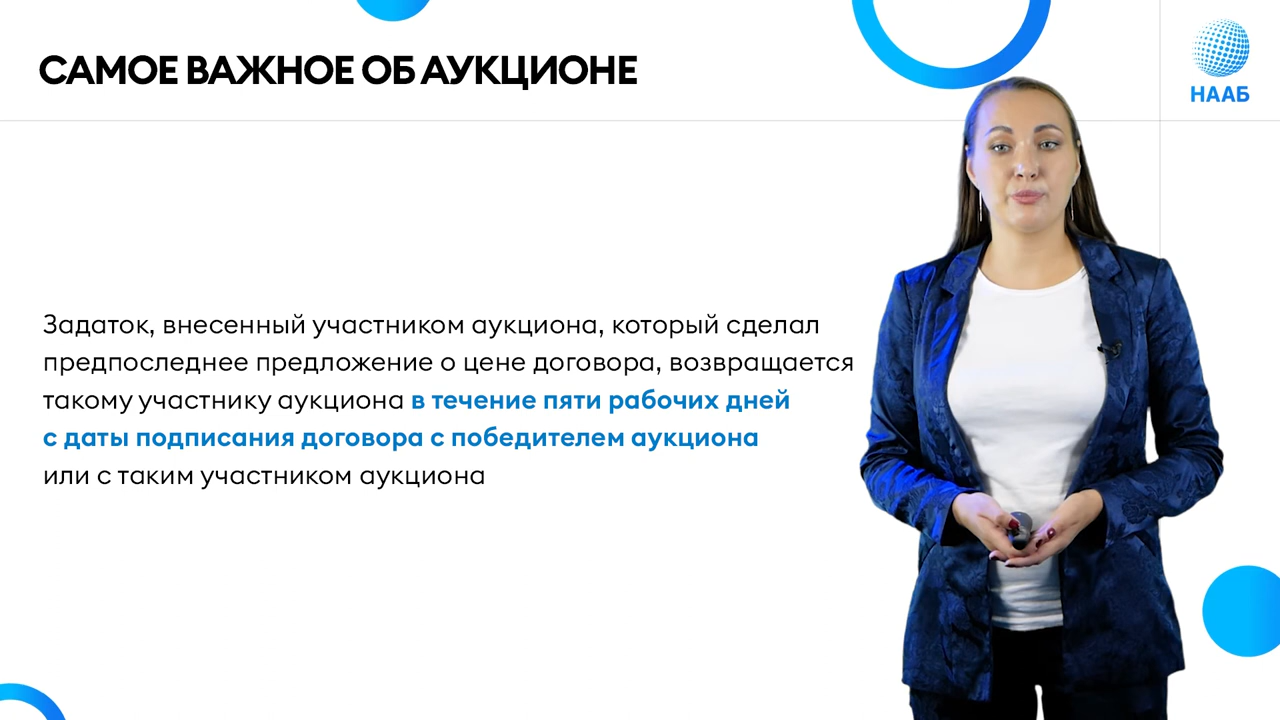 САМОЕ ВАЖНОЕ ОБ АУКЦИОНЕ
НААБ
Задаток, внесенный участником аукциона, который сделал
предпоследнее предложение о цене договора, возвращается
такому участнику аукциона в течение пяти рабочих дней
с даты подписания договора с победителем аукциона
или с таким участником аукциона